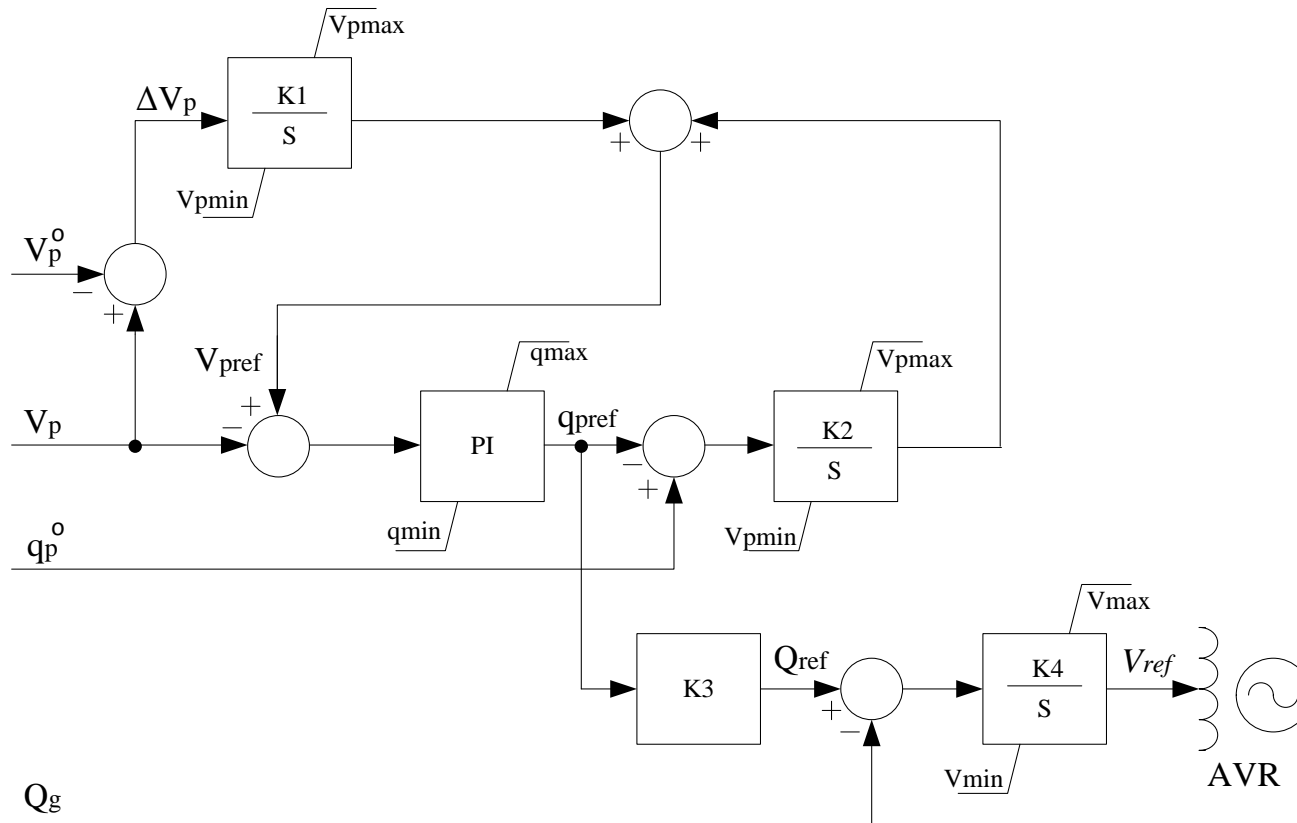 Vpmax
ΔVp
K1
S
+
+
Vpmin
Vp°
−
+
Vpref
qmax
Vpmax
+
Vp
−
PI
qpref
−
+
K2
S
qmin
Vpmin
qp°
Vmax
Qref
Vref
K3
+
−
K4
S
Vmin
AVR
Qg